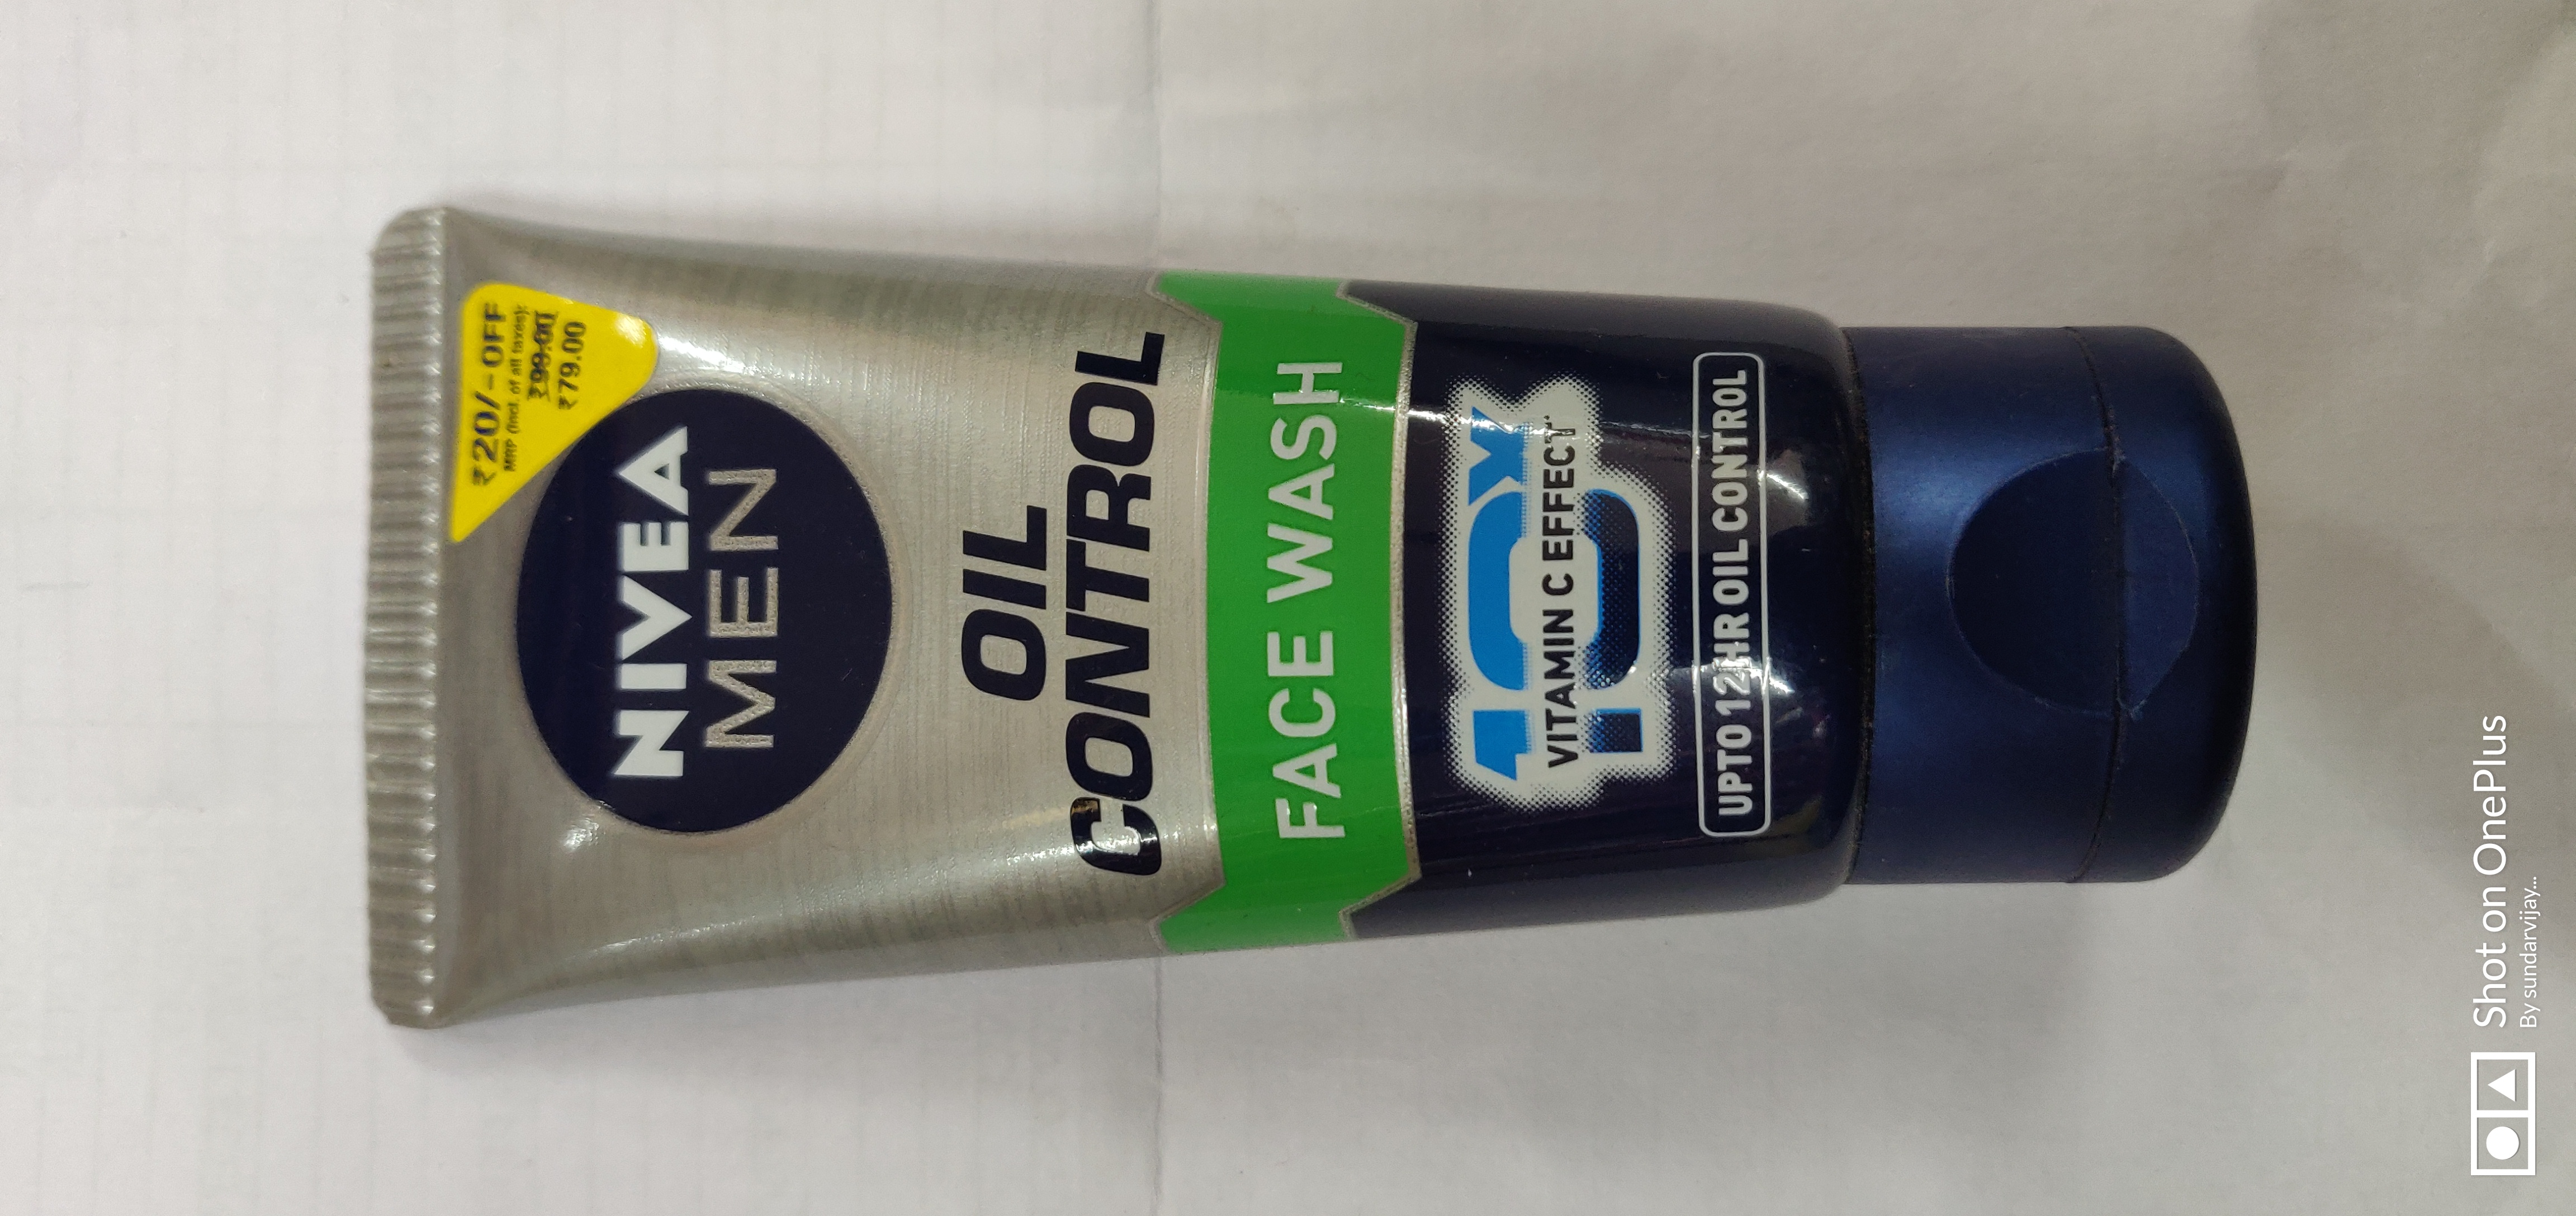 ₹20/- OFF
MRP (incl. of all taxes):
₹99.00
₹79.00
NIVEA
MEN
OIL
CONTROL
FACE WASH
10X
VITAMIN C EFFECT*
UPTO 12HR OIL CONTROL
Shot on OnePlus
By sundarvijay...